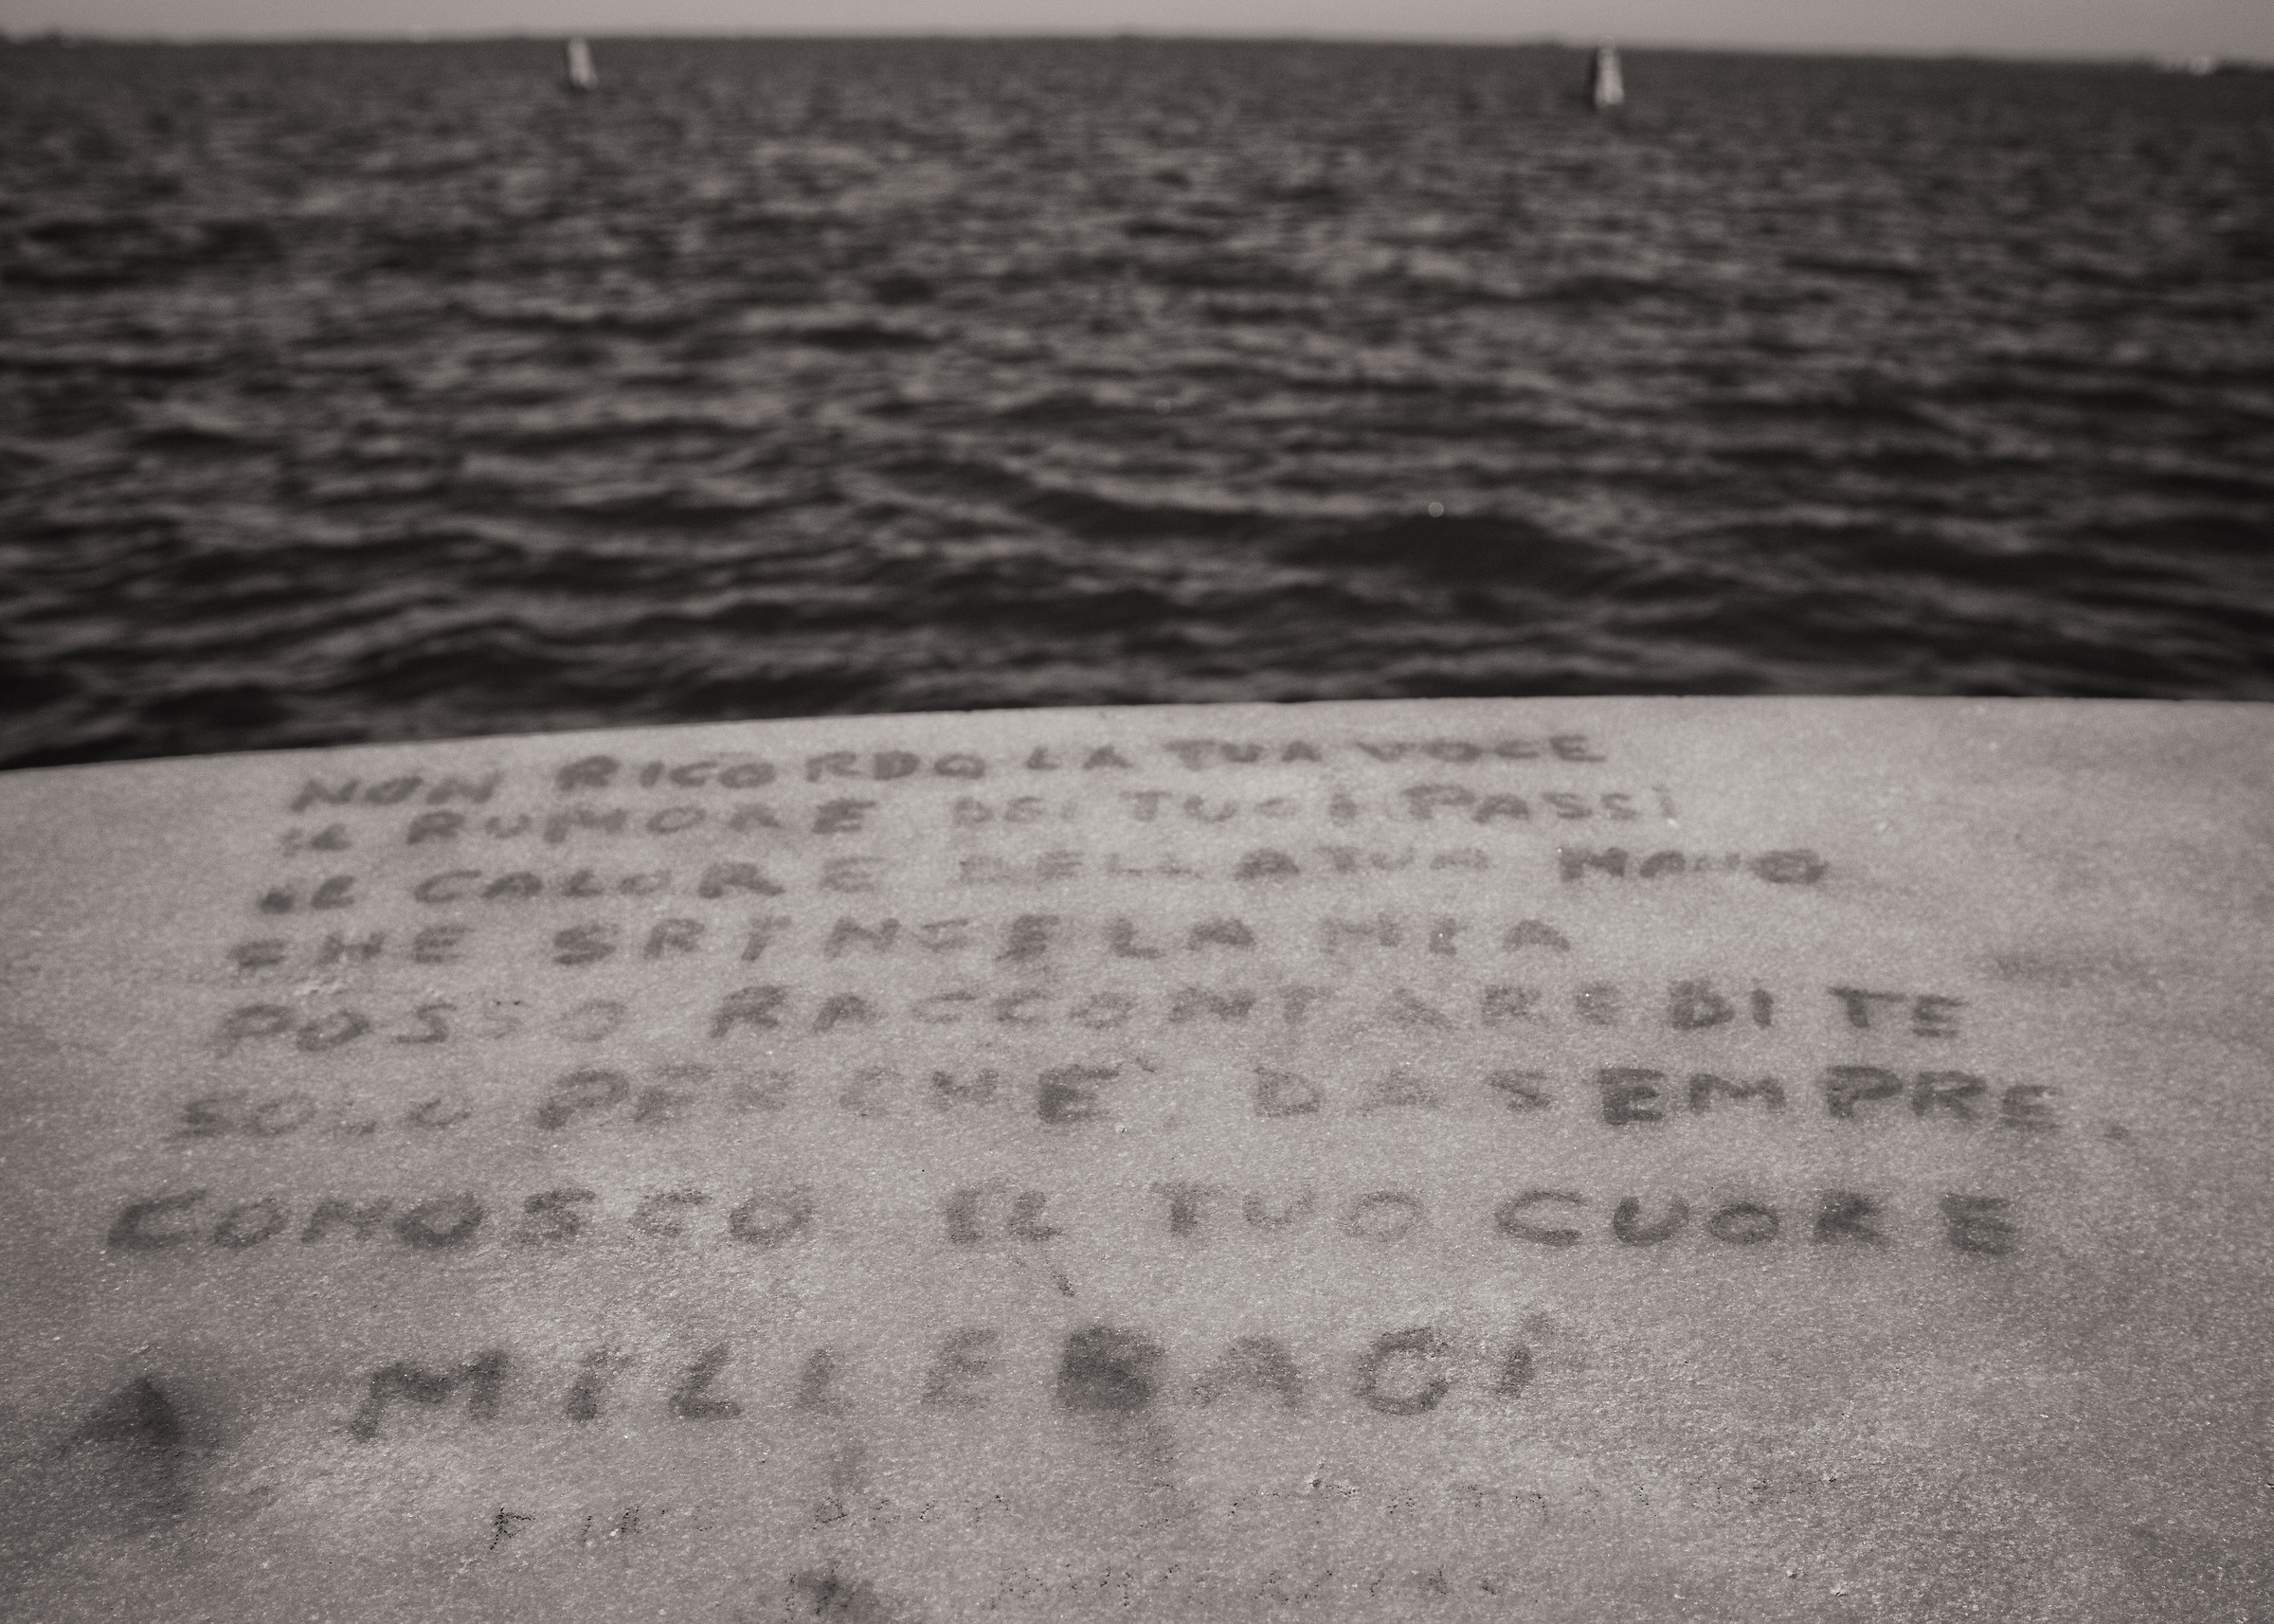 NON RICORDO LA TUA VOCE
IL RUMORE DEI TUOI PASSI
IL CALORE DELLA TUA MANO
CHE SRINGE LA MIA
POSSO RACCONTARE DI TE
SOLO PERCHE' DA SEMPRE.
CONOSCO IL TUO CUORE
MILLE BACI